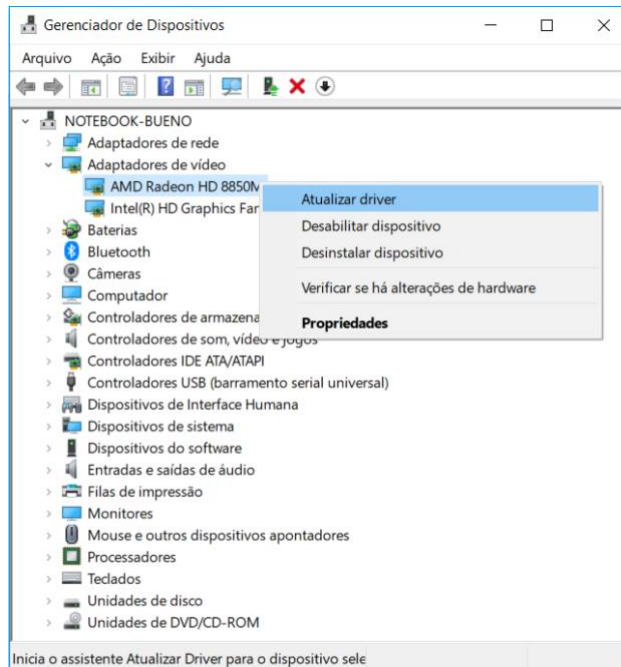 Gerenciador de Dispositivos
Arquivo Ação Exibir Ajuda
NOTEBOOK-BUENO
Adaptadores de rede
Adaptadores de vídeo
AMD Radeon HD 8850M
Atualizar driver
Intel(R) HD Graphics Far
Desabilitar dispositivo
Baterias
Bluetooth
Desinstalar dispositivo
Câmeras
Verificar se há alterações de hardware
Computador
Controladores de armazena
Propriedades
Controladores de som, vídeo e jogos
Controladores IDE ATA/ATAPI
Controladores USB (barramento serial universal)
Dispositivos de Interface Humana
Dispositivos de sistema
Dispositivos do software
Entradas e saídas de áudio
Filas de impressão
Monitores
Mouse e outros dispositivos apontadores
Processadores
Teclados
Unidades de disco
Unidades de DVD/CD-ROM
Inicia o assistente Atualizar Driver para o dispositivo sele